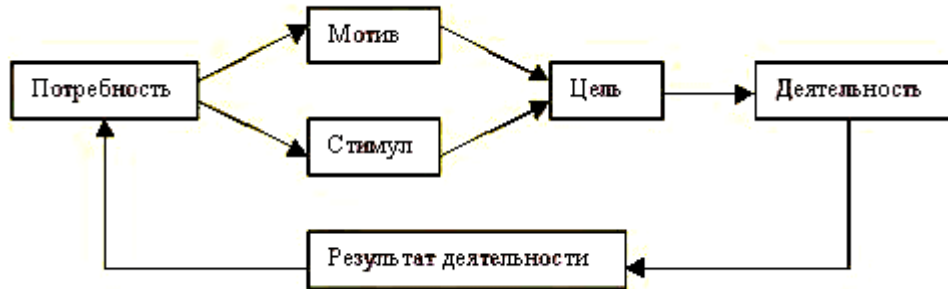 Мотив
Потребность
Цель
Деятельность
Стимул
Результат деятельности